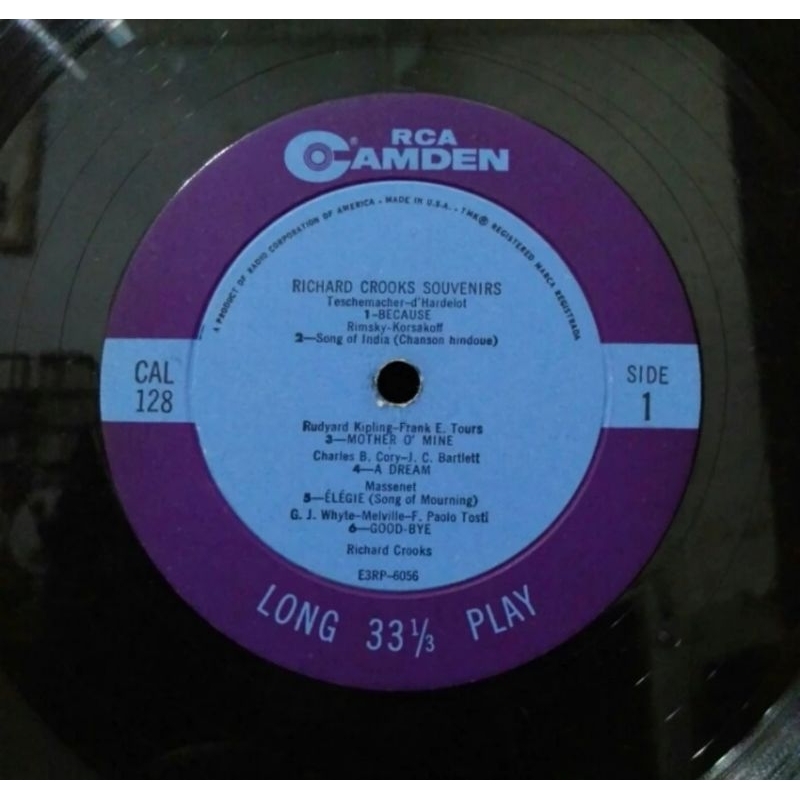 RCA
CAMDEN®
A PRODUCT OF RADIO CORPORATION OF AMERICA • MADE IN U.S.A. • TMK® REGISTERED MARCA REGISTRADA
RICHARD CROOKS SOUVENIRS
Teschemacher–d'Hardelot
1–BECAUSE
Rimsky-Korsakoff
2—Song of India (Chanson hindoue)
CAL
128
SIDE
1
Rudyard Kipling–Frank E. Tours
3—MOTHER O' MINE
Charles B. Cory–J. C. Bartlett
4—A DREAM
Massenet
5—ÉLÉGIE (Song of Mourning)
G. J. Whyte-Melville–F. Paolo Tosti
6—GOOD-BYE
Richard Crooks
E3RP-6056
LONG 33⅓ PLAY